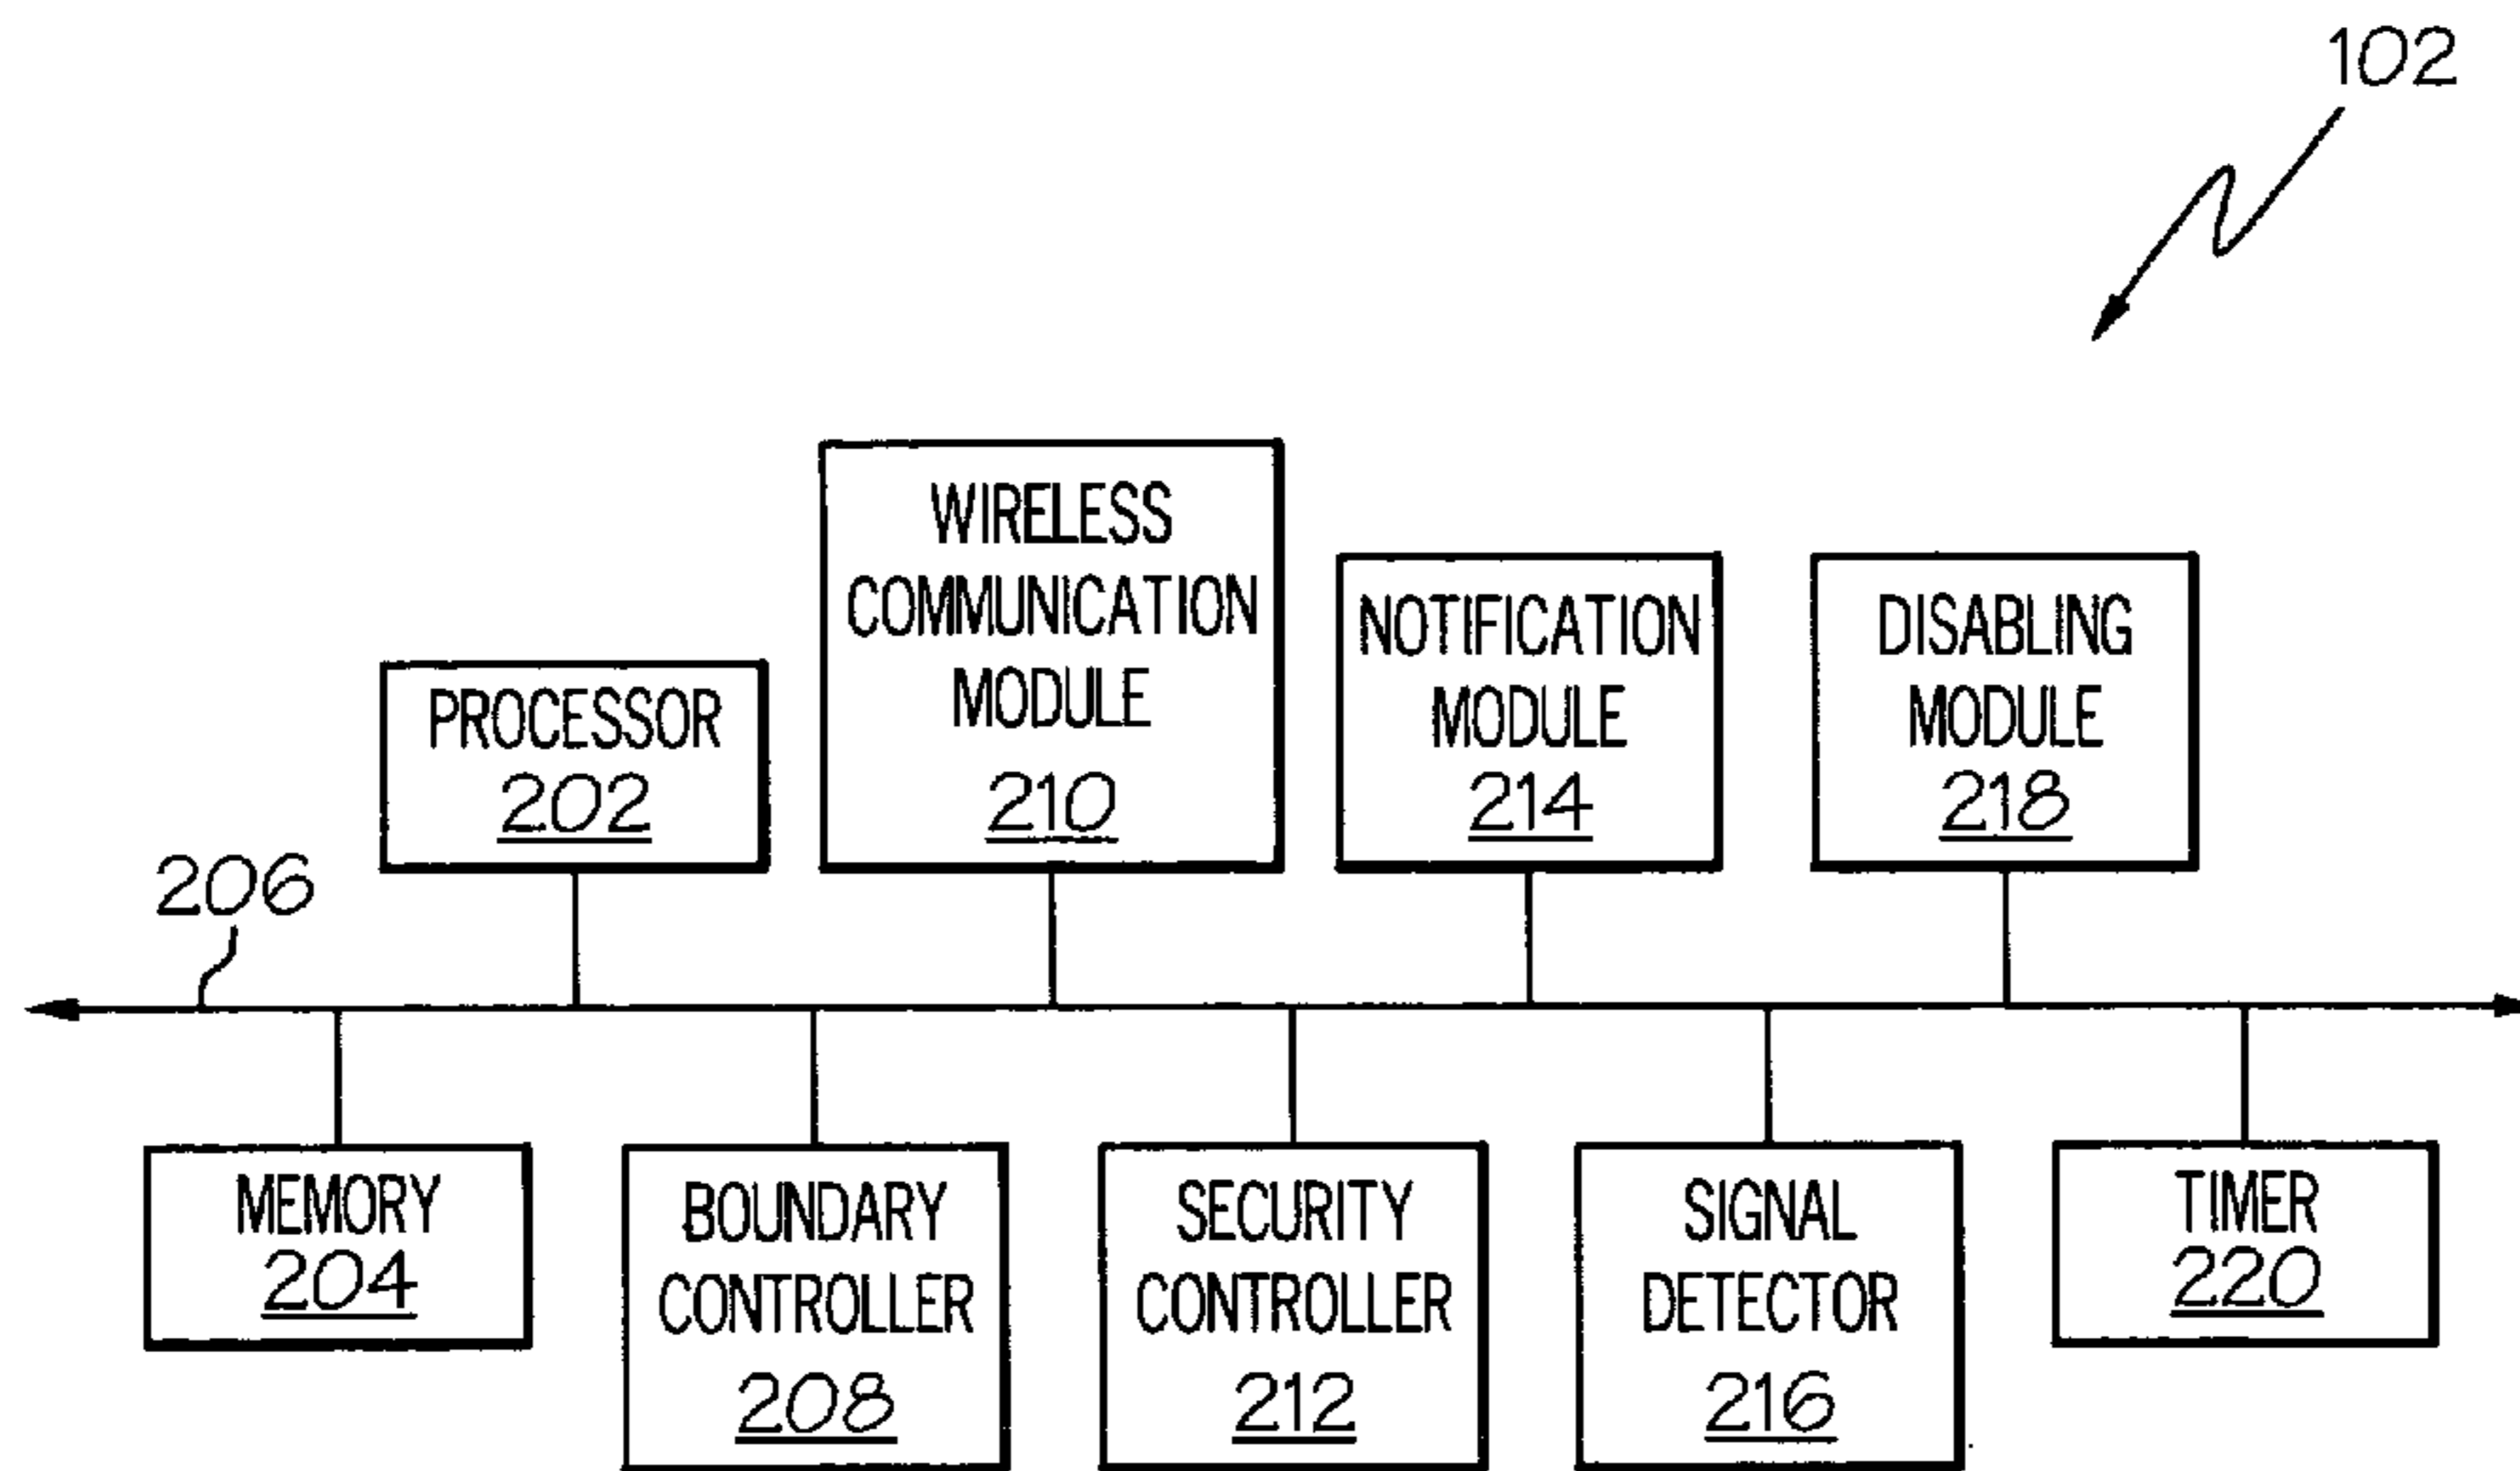 102
WIRELESS
COMMUNICATION
MODULE
210
NOTIFICATION
MODULE
214
DISABLING
MODULE
218
PROCESSOR
202
206
MEMORY
204
BOUNDARY
CONTROLLER
208
SECURITY
CONTROLLER
212
SIGNAL
DETECTOR
216
TIMER
220